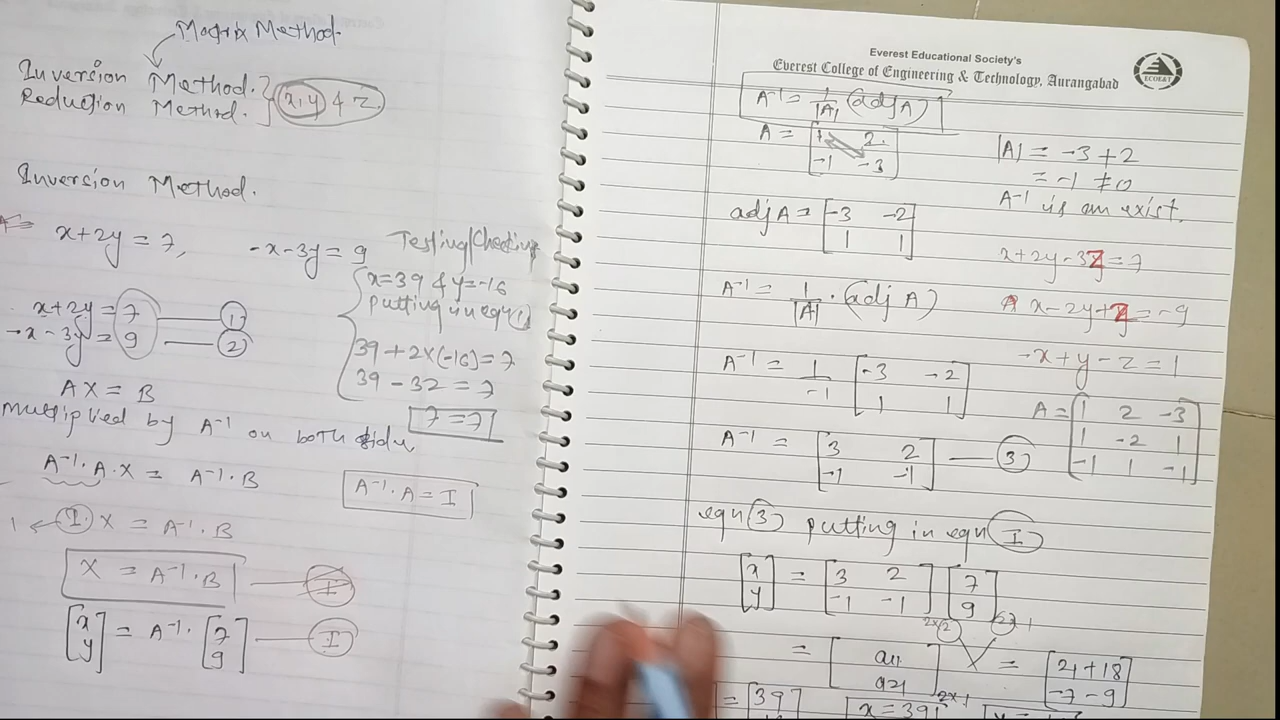 Matrix Method
Inversion Method.
Reduction Method. } x, y & z.
Inversion Method.
x+2y = 7, -x-3y = 9
x+2y = 7 — (1)
-x-3y = 9 — (2)
AX = B
Multiplied by A⁻¹ on both side
A⁻¹·A·X = A⁻¹·B
A⁻¹·A = I
I·X = A⁻¹·B
X = A⁻¹·B — I
[x y] = A⁻¹·[7 9] — I
Testing/Checking
x=39 & y=-16
putting in eqn (1)
39+2x(-16)=7
39-32=7
7=7
Everest Educational Society's
Everest College of Engineering & Technology, Aurangabad
ECOE&T
A⁻¹ = 1/|A| (adj A)
A = [1 2. -1 -3]
|A| = -3+2
= -1 ≠0
A⁻¹ is an exist.
adj A = [-3 -2 1 1]
A⁻¹ = 1/|A| · (adj A)
A⁻¹ = 1/-1 [-3 -2 1 1]
A⁻¹ = [3 2 -1 -1] — (3)
x+2y-3z=7
x-2y+z=-9
-x+y-z=1
A = [1 2 -3 1 -2 1 -1 1 -1]
eqn (3) putting in eqn I
[x y] = [3 2 -1 -1] [7 9]
2x2
= [a11 a21] 2x1 = [21+18 -7-9]
= [39
x=39